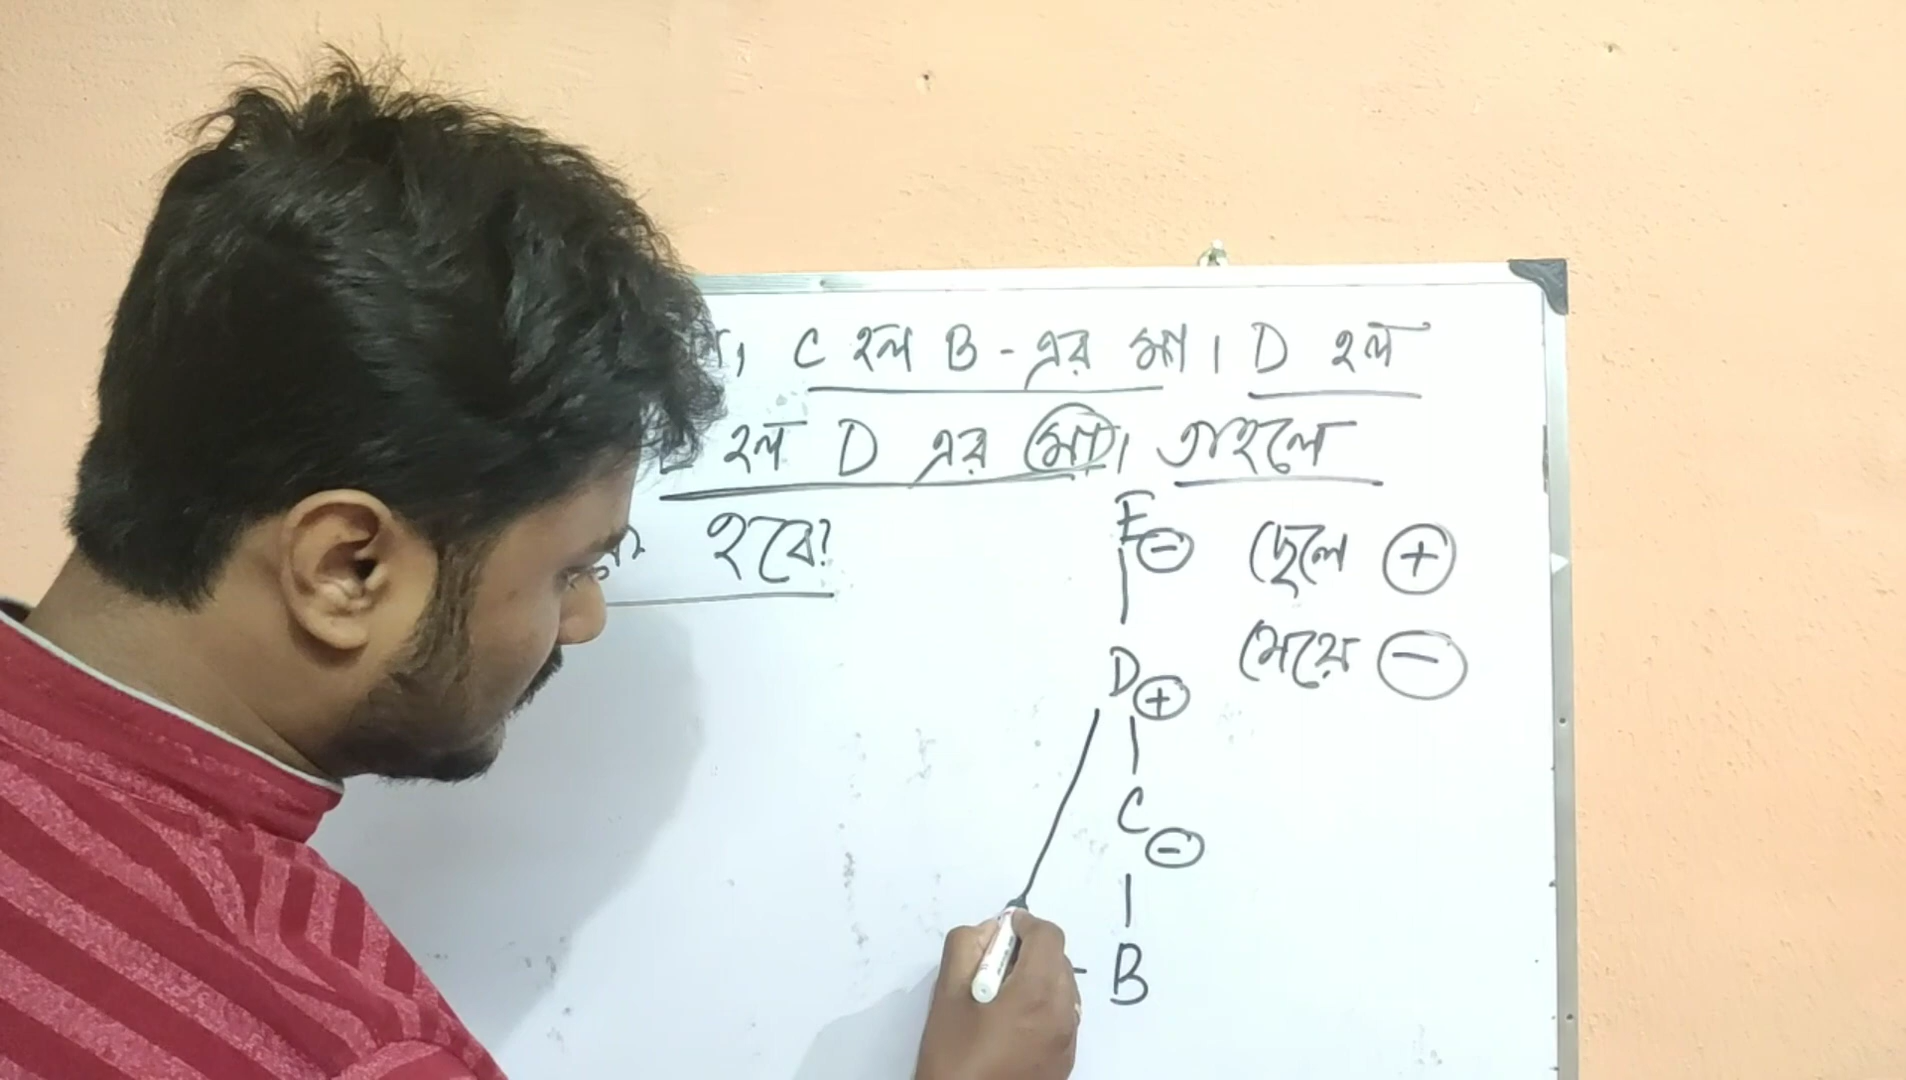 C হল B - এর মা । D হল
হল D এর মা । তাহলে
হবে?
E -
ছেলে +
মেয়ে -
D +
C -
- B